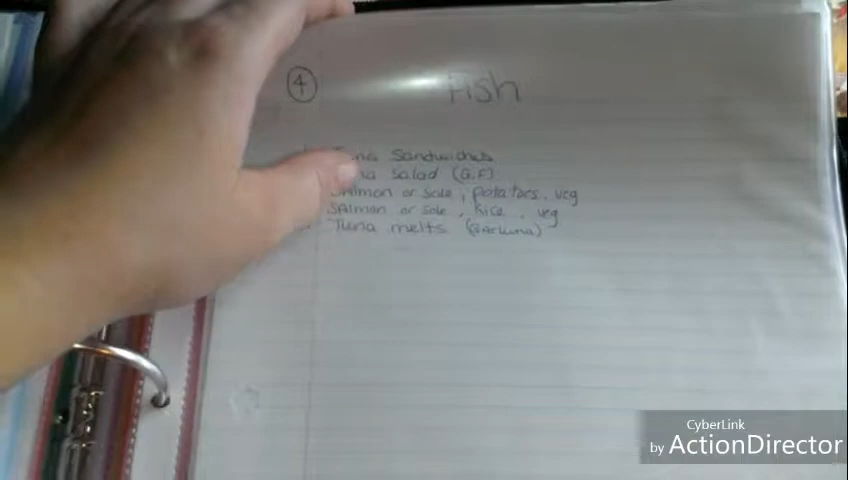 4
Fish
Sandwiches
Salad (G.F)
Salmon or sole, potatoes, veg
Salmon or sole, Rice, veg
Tuna melts
CyberLink
by ActionDirector